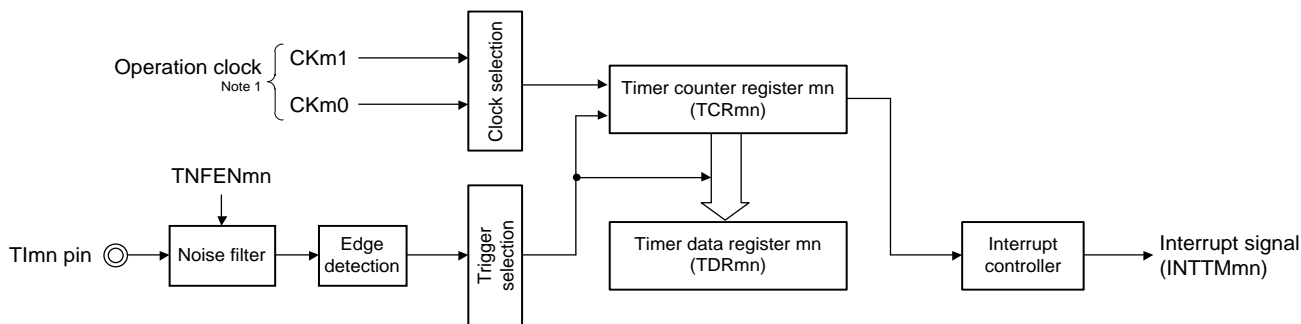 Operation clock
Note 1
CKm1
CKm0
Clock selection
Timer counter register mn
(TCRmn)
TNFENmn
TImn pin
Noise filter
Edge
detection
Trigger
selection
Timer data register mn
(TDRmn)
Interrupt
controller
Interrupt signal
(INTTMmn)